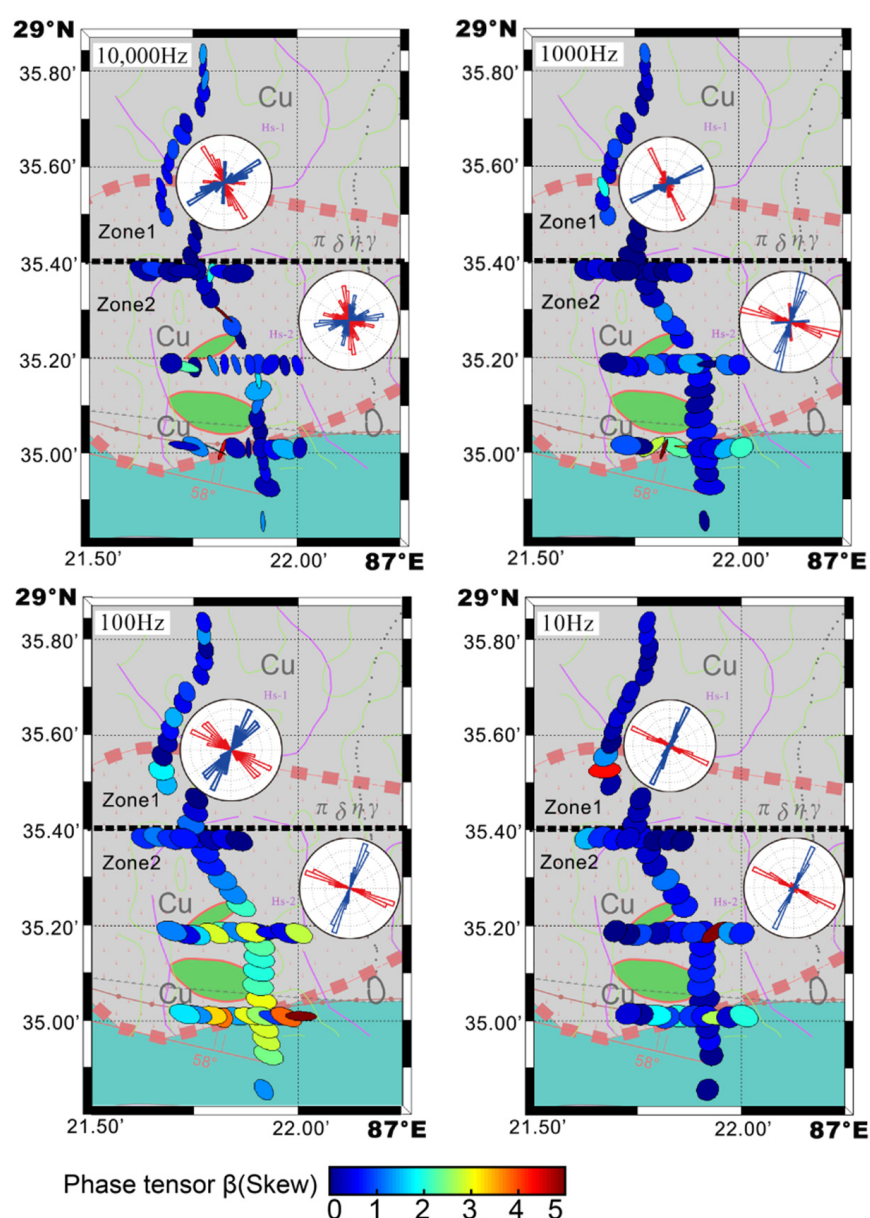 29°N
10,000Hz
35.80'
Cu
Hs-1
35.60'
Zone1
π δ η γ
35.40'
Zone2
Cu
Hs-2
35.20'
Cu
35.00'
58°
21.50'
22.00'
87°E
1000Hz
35.80'
Cu
Hs-1
35.60'
Zone1
π δ η γ
35.40'
Zone2
Cu
Hs-2
35.20'
Cu
35.00'
58°
21.50'
22.00'
87°E
29°N
100Hz
35.80'
Cu
Hs-1
35.60'
Zone1
π δ η γ
35.40'
Zone2
Cu
Hs-2
35.20'
Cu
35.00'
58°
21.50'
22.00'
87°E
29°N
10Hz
35.80'
Cu
Hs-1
35.60'
Zone1
π δ η γ
35.40'
Zone2
Cu
Hs-2
35.20'
Cu
35.00'
58°
21.50'
22.00'
87°E
29°N
Phase tensor β(Skew)
0 1 2 3 4 5